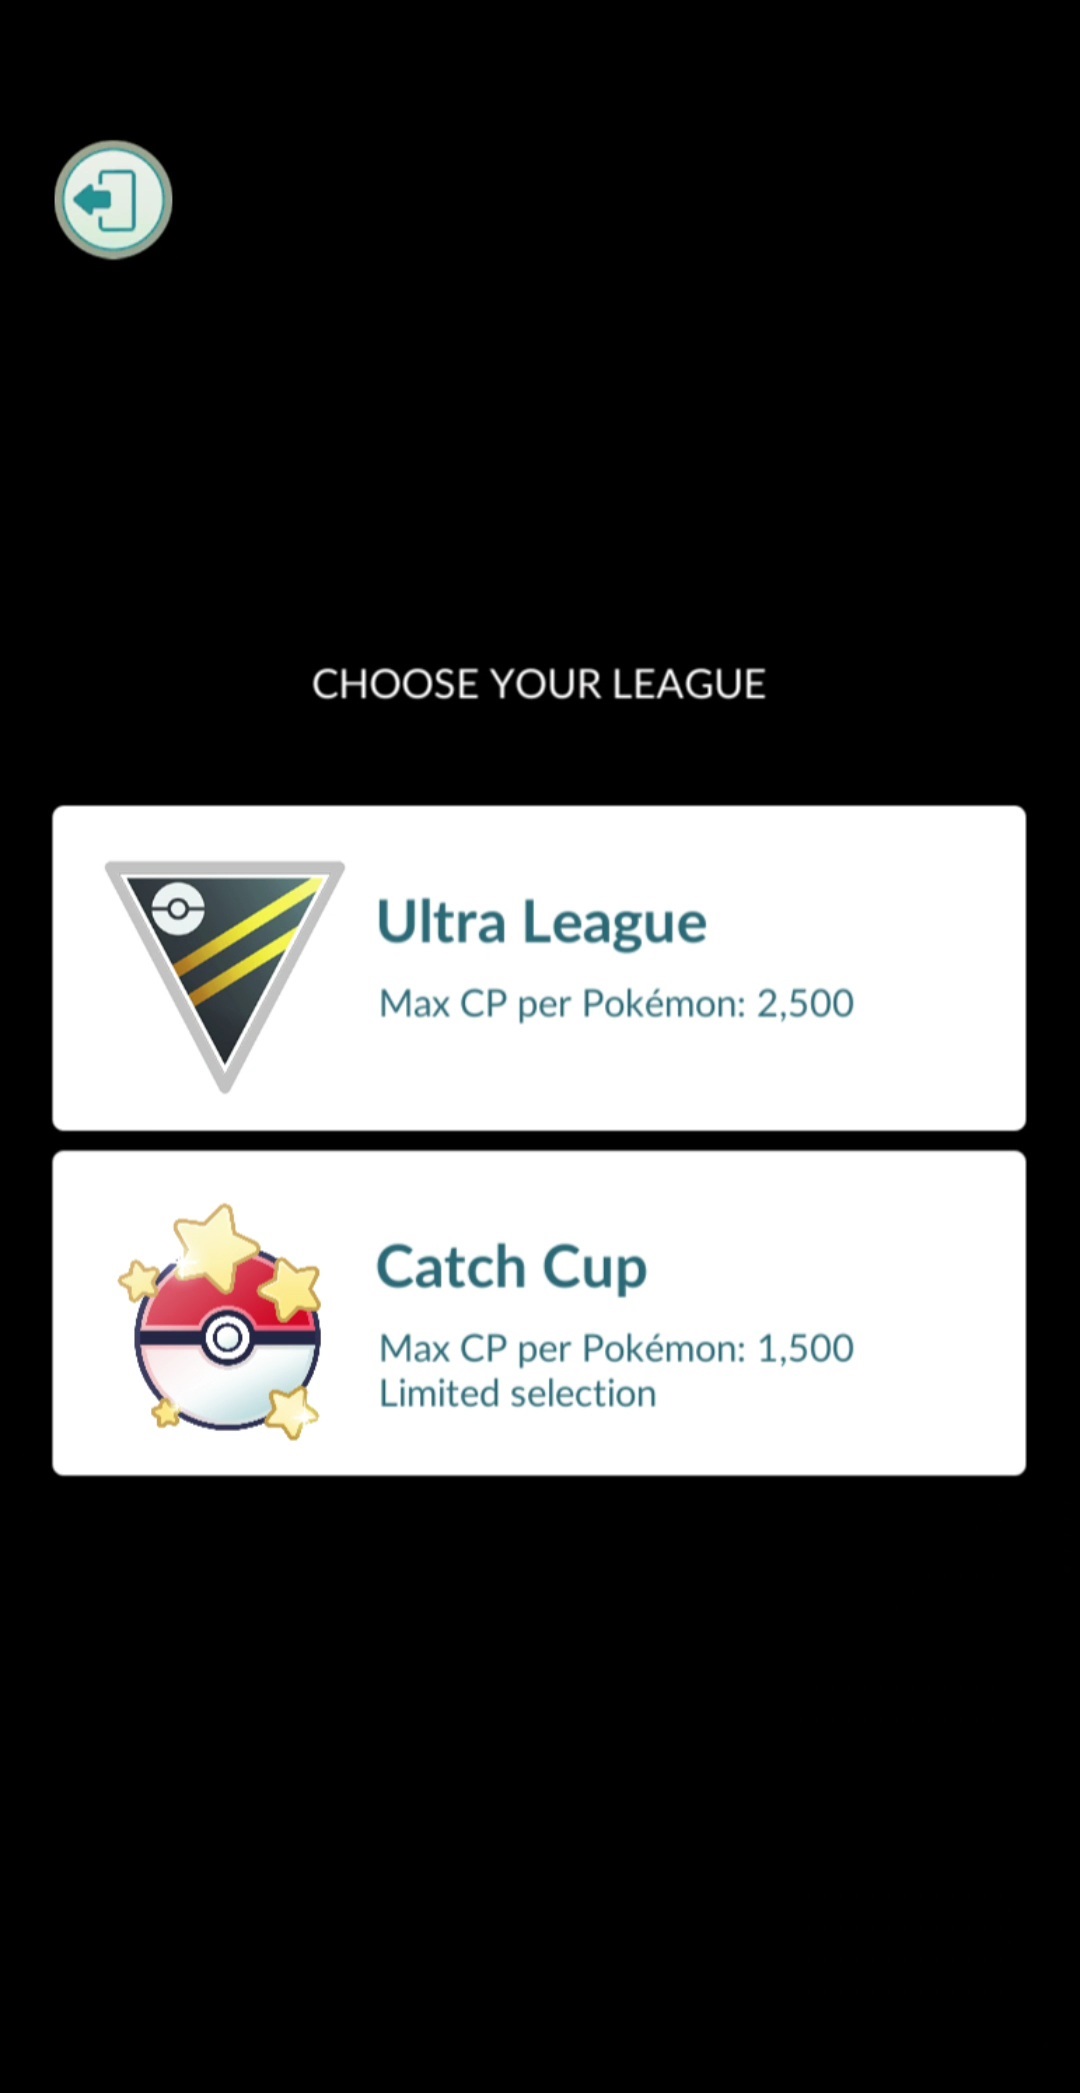 CHOOSE YOUR LEAGUE
Ultra League
Max CP per Pokémon: 2,500
Catch Cup
Max CP per Pokémon: 1,500
Limited selection